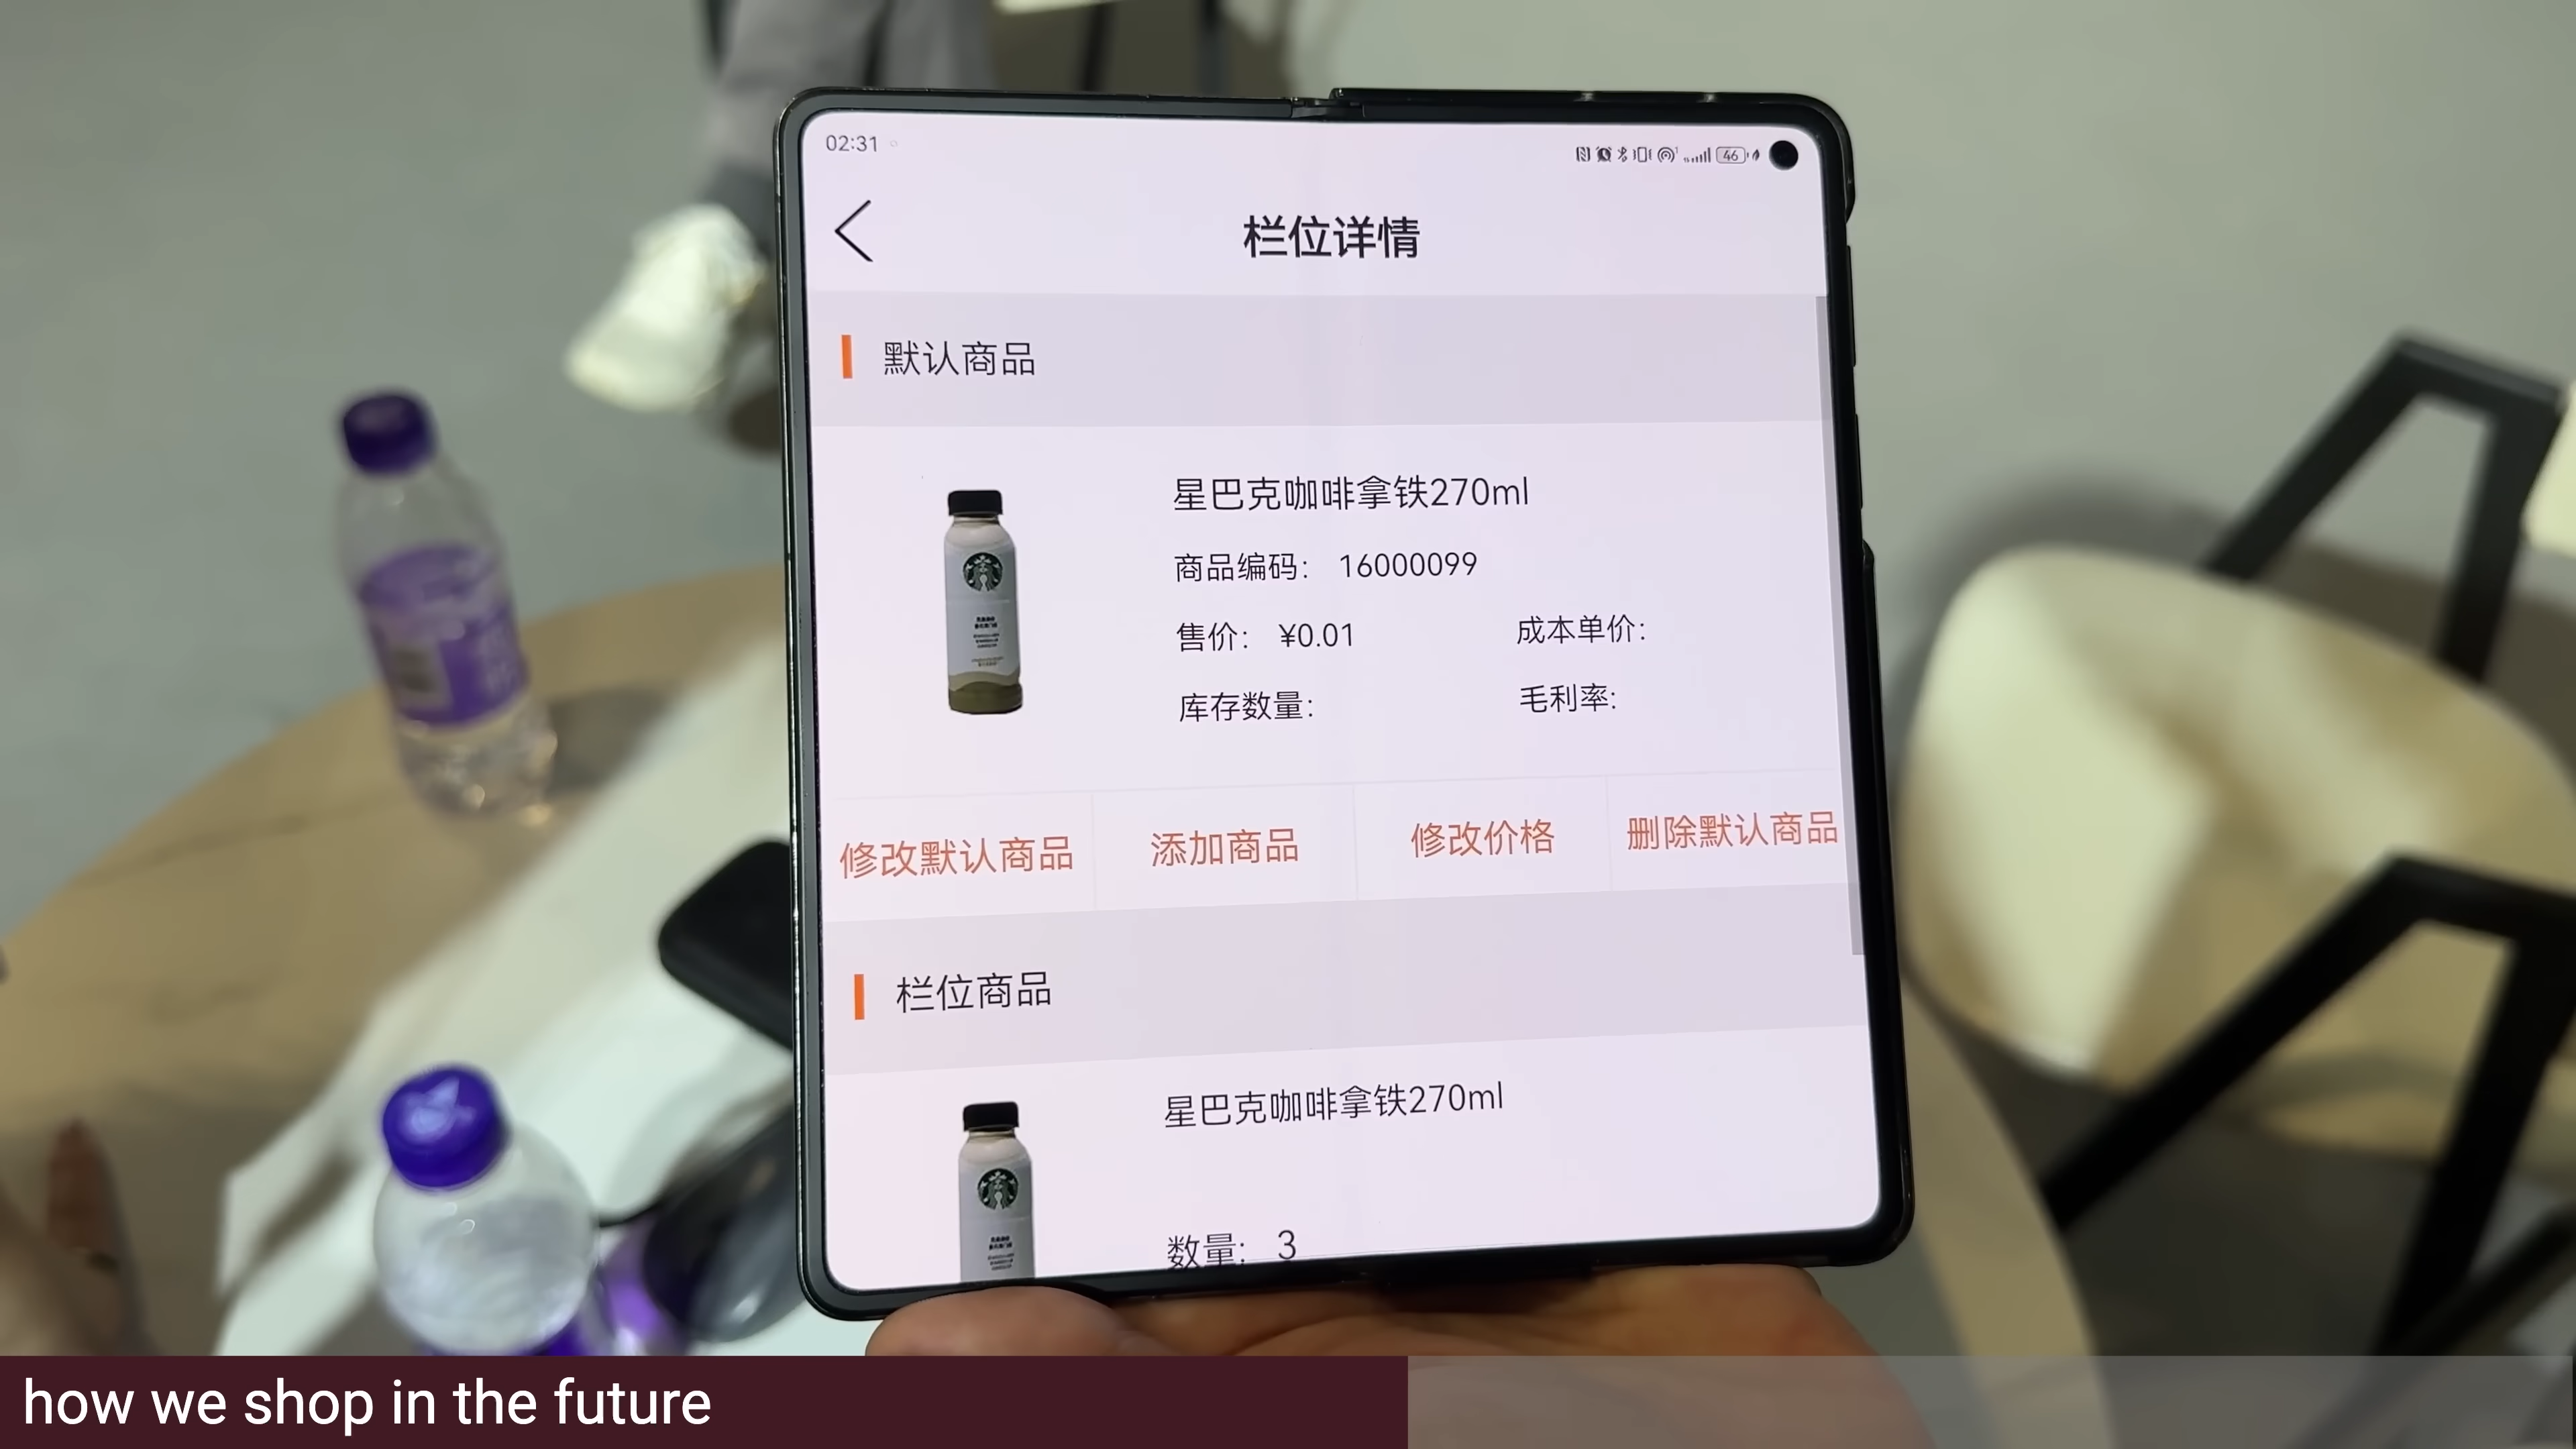 02:31
46
栏位详情
默认商品
星巴克咖啡拿铁270ml
商品编码: 16000099
售价: ¥0.01 成本单价:
库存数量: 毛利率:
修改默认商品 添加商品 修改价格 删除默认商品
栏位商品
星巴克咖啡拿铁270ml
数量: 3
how we shop in the future